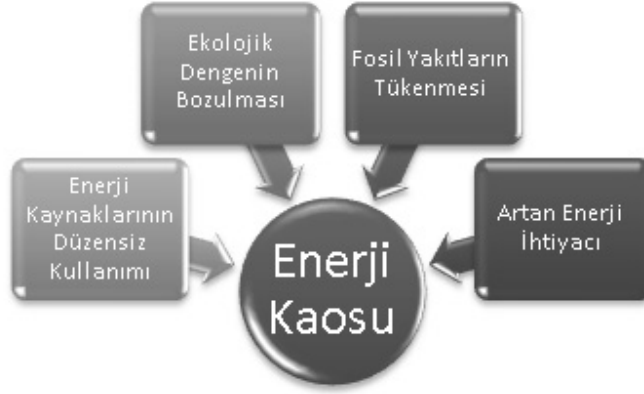 Ekolojik
Dengenin
Bozulması
Fosil Yakıtların
Tükenmesi
Enerji
Kaynaklarının
Düzensiz
Kullanımı
Artan Enerji
İhtiyacı
Enerji
Kaosu